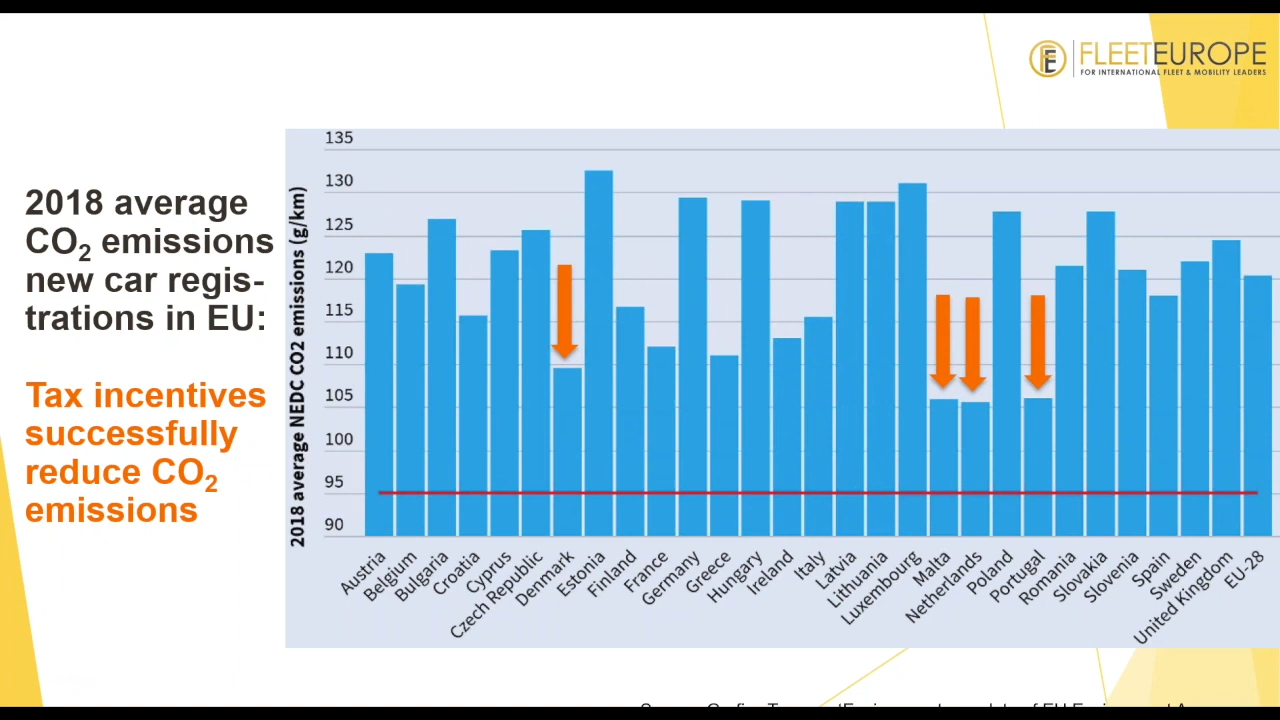 FLEETEUROPE
FOR INTERNATIONAL FLEET & MOBILITY LEADERS
2018 average
CO2 emissions
new car regis-
trations in EU:
Tax incentives
successfully
reduce CO2
emissions
2018 average NEDC CO2 emissions (g/km)
135
130
125
120
115
110
105
100
95
90
Austria
Belgium
Bulgaria
Croatia
Cyprus
Czech Republic
Denmark
Estonia
Finland
France
Germany
Greece
Hungary
Ireland
Italy
Latvia
Lithuania
Luxembourg
Malta
Netherlands
Poland
Portugal
Romania
Slovakia
Slovenia
Spain
Sweden
United Kingdom
EU-28